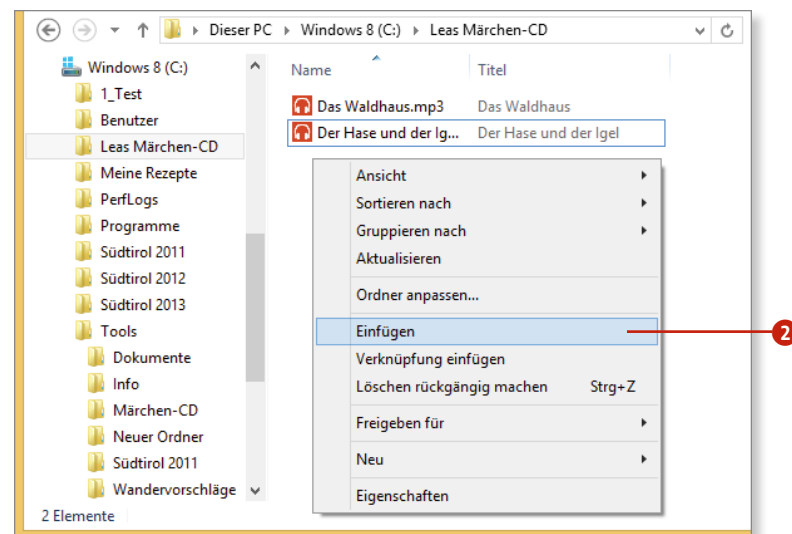 Dieser PC Windows 8 (C:) Leas Märchen-CD
Windows 8 (C:)
1_Test
Benutzer
Leas Märchen-CD
Meine Rezepte
PerfLogs
Programme
Südtirol 2011
Südtirol 2012
Südtirol 2013
Tools
Dokumente
Info
Märchen-CD
Neuer Ordner
Südtirol 2011
Wandervorschläge
2 Elemente
Name Titel
Das Waldhaus.mp3 Das Waldhaus
Der Hase und der Ig... Der Hase und der Igel
Ansicht
Sortieren nach
Gruppieren nach
Aktualisieren
Ordner anpassen...
Einfügen
Verknüpfung einfügen
Löschen rückgängig machen Strg+Z
Freigeben für
Neu
Eigenschaften
2